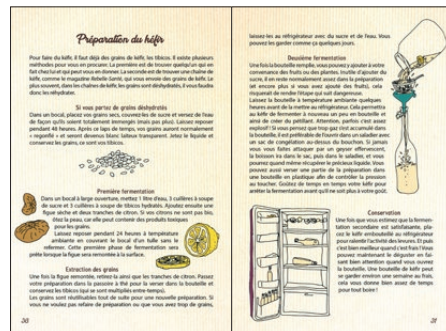 Préparation du kéfir
Pour faire du kéfir, il faut déjà des grains de kéfir, les tibicos. Il existe plusieurs
méthodes pour vous en procurer. La première est de trouver quelqu'un qui en
fait chez lui et qui peut vous en donner. La seconde est de trouver une chaîne de
kéfir, comme le magazine Rebelle-Santé, qui vous envoie des grains de kéfir. Le
plus souvent, dans les chaînes de kéfir, les grains sont déshydratés, il vous faudra
donc les réhydrater.
Si vous partez de grains déshydratés
Dans un bocal, placez vos grains secs, couvrez-les de sucre et versez de l'eau
de façon qu'ils soient totalement immergés (mais pas plus). Laissez reposer
pendant 48 heures. Après ce laps de temps, vos grains auront normalement
« regonflé » et seront devenus blanc laiteux transparent. Jetez le liquide et
conservez les grains, ce sont vos tibicos.
Première fermentation
Dans un bocal à large ouverture, mettez 1 litre d'eau, 3 cuillères à soupe
de sucre et 3 cuillères à soupe de tibicos hydratés. Ajoutez ensuite une
figue sèche et deux tranches de citron. Si vos citrons ne sont pas bio,
ôtez la peau, car elle peut contenir des produits toxiques
pour les grains.
Laissez reposer pendant 24 heures à température
ambiante en couvrant le bocal d'un tulle sans le
refermer. Cette première phase de fermentation sera
prête lorsque la figue sera remontée à la surface.
Extraction des grains
Une fois la figue remontée, retirez-la ainsi que les tranches de citron. Passez
votre préparation dans la passoire à thé pour la verser dans la bouteille et
conservez les tibicos (qui se sont multipliés entre-temps).
Les grains sont réutilisables tout de suite pour une nouvelle préparation. Si
vous ne voulez pas refaire de préparation ou que vous avez trop de grains,
30
laissez-les au réfrigérateur avec du sucre et de l'eau. Vous
pouvez les garder comme ça quelques jours.
Deuxième fermentation
Une fois la bouteille remplie, vous pouvez y ajouter à votre
convenance des fruits ou des plantes. Inutile d'ajouter du
sucre, il en reste normalement assez dans la préparation
(et encore plus si vous avez ajouté des fruits), cela
risquerait de rendre l'étape qui suit dangereuse.
Laissez la bouteille à température ambiante quelques
heures avant de la mettre au réfrigérateur. Cela permettra
au kéfir de fermenter à nouveau un peu en bouteille et
ainsi de créer du pétillant. Attention, parfois c'est assez
explosif ! Si vous pensez que trop gaz s'est accumulé dans
la bouteille, il est préférable de l'ouvrir dans un saladier avec
un sac de congélation au-dessus du bouchon. Si jamais
vous vous faites attaquer par un geyser effervescent,
la boisson ira dans le sac, puis dans le saladier, et vous
pourrez quand même récupérer le précieux liquide. Vous
pouvez aussi verser une partie de la préparation dans
une bouteille en plastique afin de contrôler la pression
au toucher. Goûtez de temps en temps votre kéfir pour
arrêter la fermentation avant qu'il ne soit plus à votre goût.
Conservation
Une fois que vous estimez que la fermen-
tation secondaire est satisfaisante, pla-
cez le kéfir embouteillé au réfrigérateur
pour ralentir l'activité des levures. Et puis
c'est bien meilleur quand c'est frais ! Vous
pouvez maintenant le déguster en fai-
sant bien attention quand vous ouvrez
la bouteille. Une bouteille de kéfir peut
se garder environ une semaine au frais,
cela vous donne bien assez de temps
pour tout boire !
31